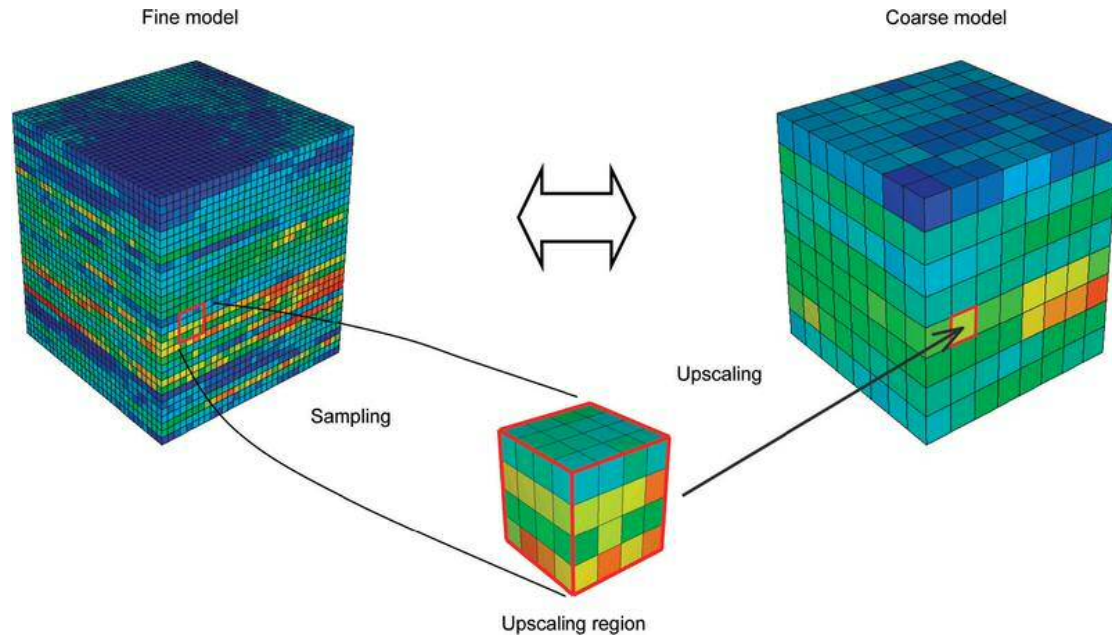 Fine model
Coarse model
Sampling
Upscaling
Upscaling region